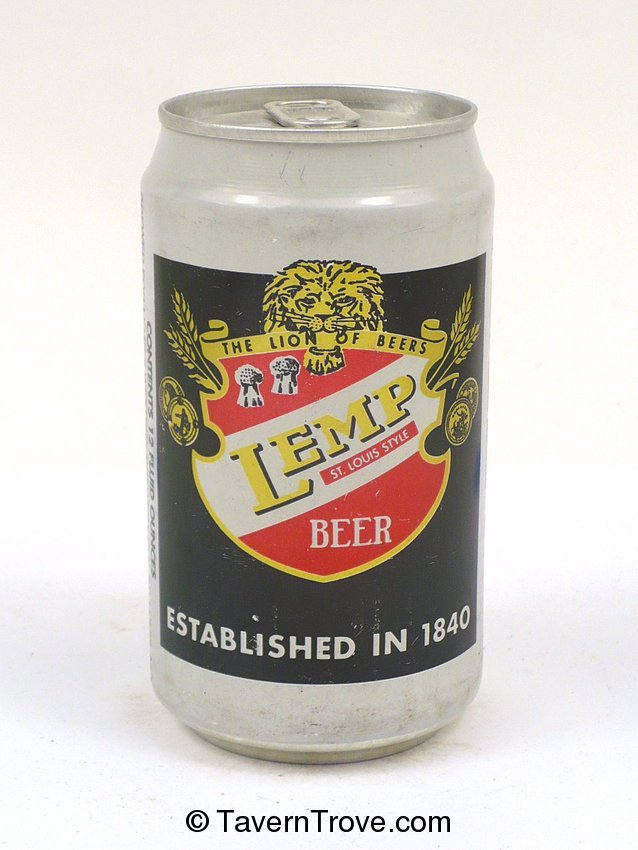 THE LION OF BEERS
LEMP
ST. LOUIS STYLE
BEER
ESTABLISHED IN 1840
CONTENTS 12 FLUID OUNCES
© TavernTrove.com